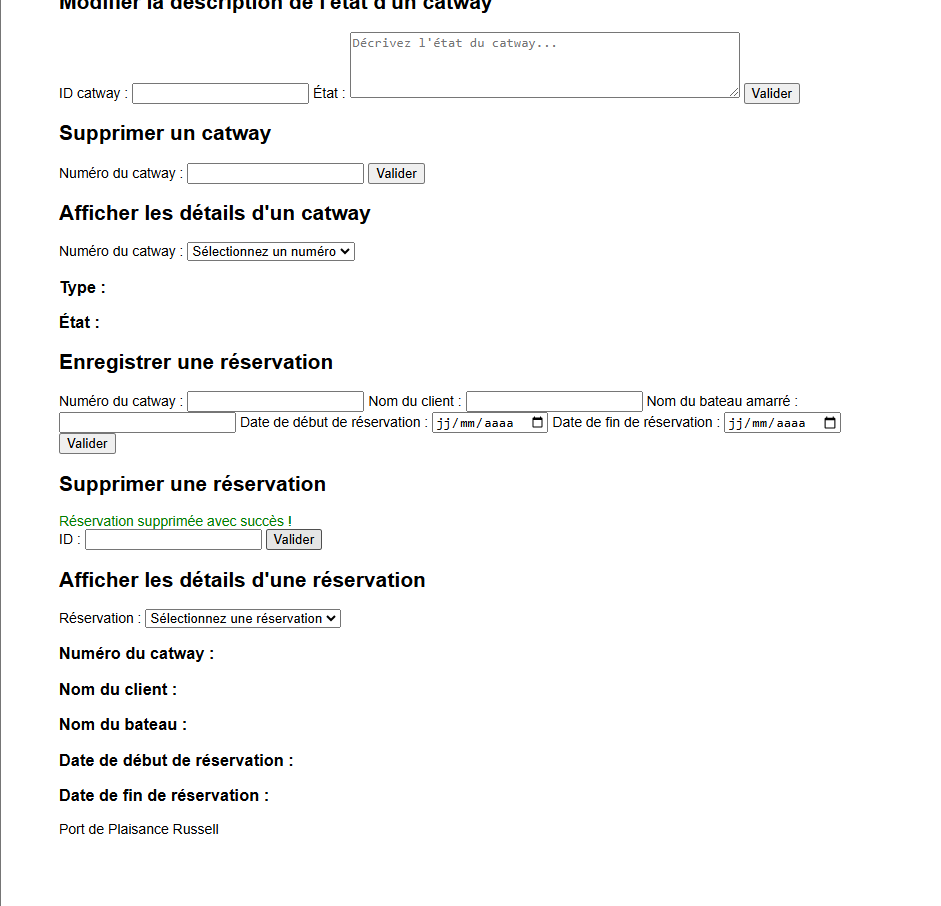 Modifier la description de l'état d'un catway
Décrivez l'état du catway...
ID catway : État : Valider
Supprimer un catway
Numéro du catway : Valider
Afficher les détails d'un catway
Numéro du catway : Sélectionnez un numéro
Type :
État :
Enregistrer une réservation
Numéro du catway : Nom du client : Nom du bateau amarré :
Date de début de réservation : jj/mm/aaaa Date de fin de réservation : jj/mm/aaaa
Valider
Supprimer une réservation
Réservation supprimée avec succès !
ID : Valider
Afficher les détails d'une réservation
Réservation : Sélectionnez une réservation
Numéro du catway :
Nom du client :
Nom du bateau :
Date de début de réservation :
Date de fin de réservation :
Port de Plaisance Russell